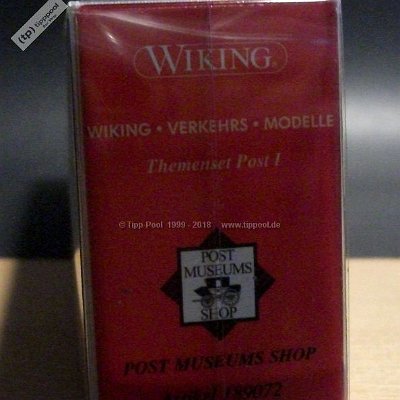 (tp) tippool
WIKING®
WIKING • VERKEHRS • MODELLE
Themenset Post I
© Tipp-Pool 1999 - 2018 www.tippool.de
POST
MUSEUMS
SHOP
POST MUSEUMS SHOP
189072